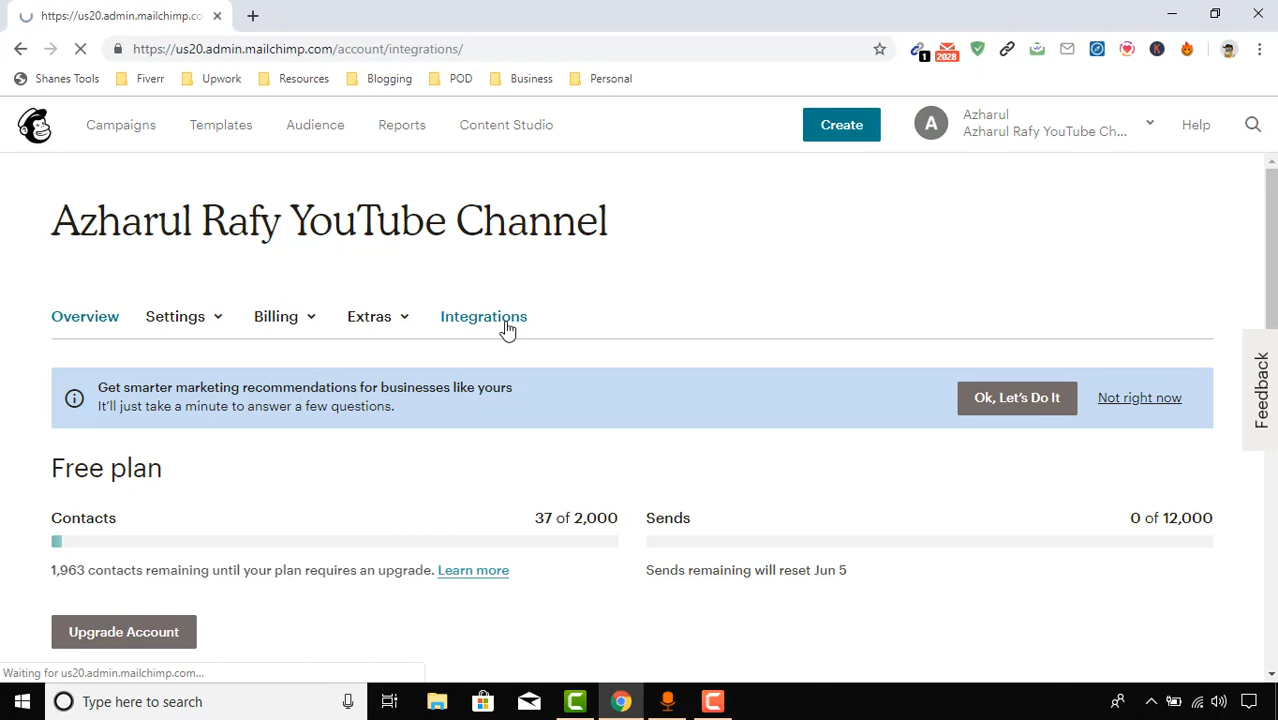 https://us20.admin.mailchimp.co
https://us20.admin.mailchimp.com/account/integrations/
1
2028
K
Shanes Tools
Fiverr
Upwork
Resources
Blogging
POD
Business
Personal
Campaigns
Templates
Audience
Reports
Content Studio
Create
A
Azharul
Azharul Rafy YouTube Ch...
Help
Azharul Rafy YouTube Channel
Overview
Settings
Billing
Extras
Integrations
Get smarter marketing recommendations for businesses like yours
It'll just take a minute to answer a few questions.
Ok, Let's Do It
Not right now
Feedback
Free plan
Contacts
37 of 2,000
Sends
0 of 12,000
1,963 contacts remaining until your plan requires an upgrade. Learn more
Sends remaining will reset Jun 5
Upgrade Account
Waiting for us20.admin.mailchimp.com...
Type here to search